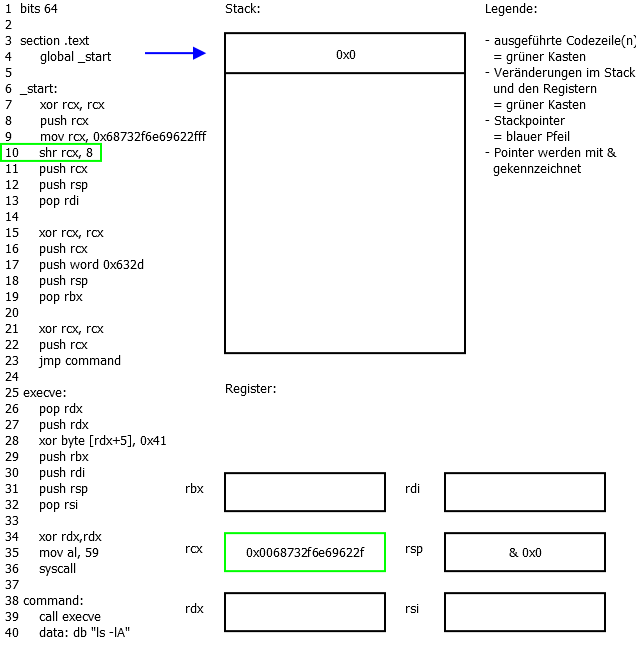 1 bits 64
2
3 section .text
4 global _start
5
6 _start:
7 xor rcx, rcx
8 push rcx
9 mov rcx, 0x68732f6e69622fff
10 shr rcx, 8
11 push rcx
12 push rsp
13 pop rdi
14
15 xor rcx, rcx
16 push rcx
17 push word 0x632d
18 push rsp
19 pop rbx
20
21 xor rcx, rcx
22 push rcx
23 jmp command
24
25 execve:
26 pop rdx
27 push rdx
28 xor byte [rdx+5], 0x41
29 push rbx
30 push rdi
31 push rsp
32 pop rsi
33
34 xor rdx,rdx
35 mov al, 59
36 syscall
37
38 command:
39 call execve
40 data: db "ls -lA"
Stack:
0x0
Register:
rbx
rdi
rcx
0x0068732f6e69622f
rsp
& 0x0
rdx
rsi
Legende:
- ausgeführte Codezeile(n)
= grüner Kasten
- Veränderungen im Stack
und den Registern
= grüner Kasten
- Stackpointer
= blauer Pfeil
- Pointer werden mit &
gekennzeichnet